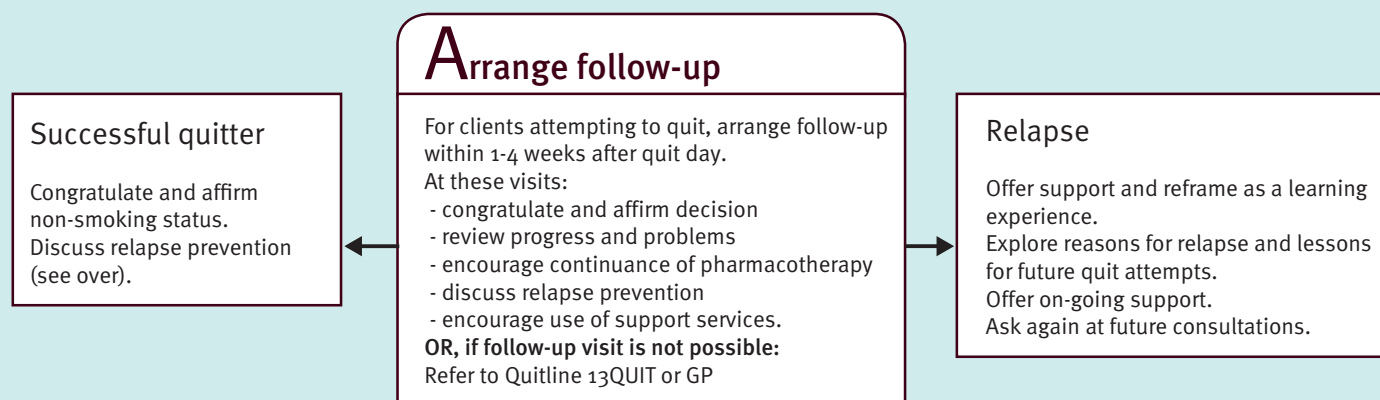 Arrange follow-up
Successful quitter
Congratulate and affirm
non-smoking status.
Discuss relapse prevention
(see over).
For clients attempting to quit, arrange follow-up
within 1-4 weeks after quit day.
At these visits:
- congratulate and affirm decision
- review progress and problems
- encourage continuance of pharmacotherapy
- discuss relapse prevention
- encourage use of support services.
OR, if follow-up visit is not possible:
Refer to Quitline 13QUIT or GP
Relapse
Offer support and reframe as a learning
experience.
Explore reasons for relapse and lessons
for future quit attempts.
Offer on-going support.
Ask again at future consultations.